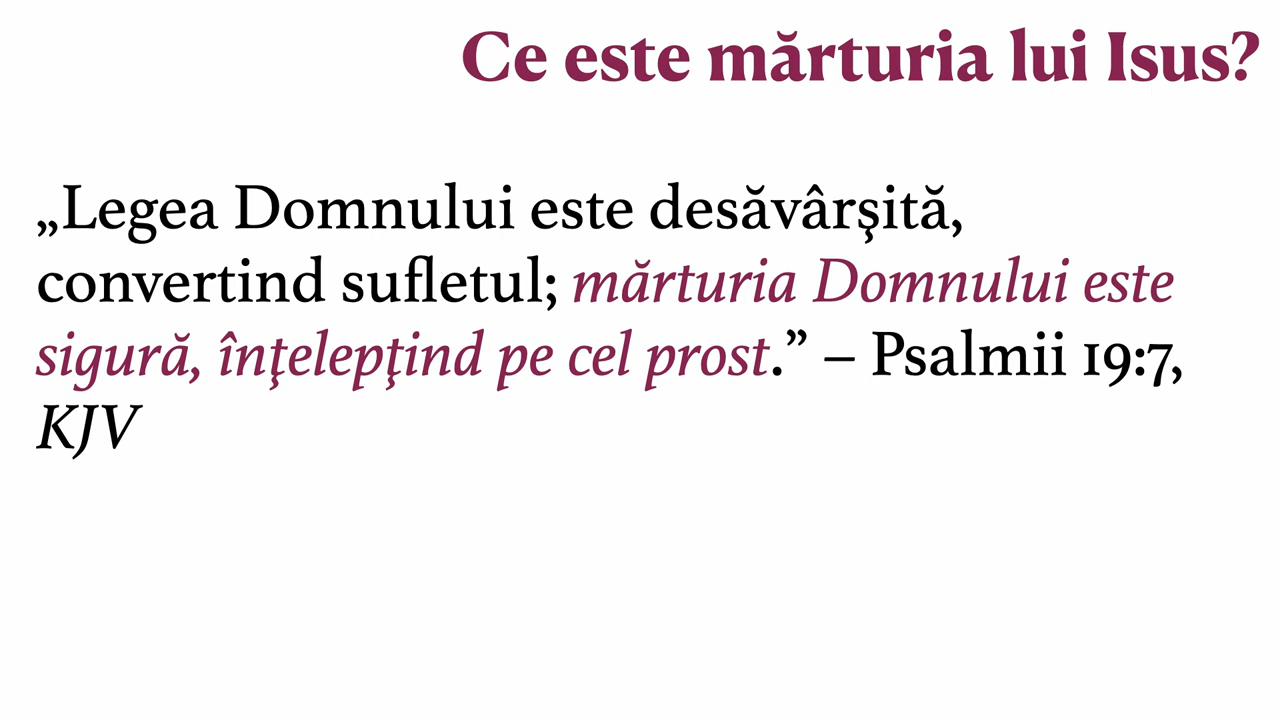 Ce este mărturia lui Isus?
„Legea Domnului este desăvârşită,
convertind sufletul; mărturia Domnului este
sigură, înţelepţind pe cel prost.” – Psalmii 19:7,
KJV